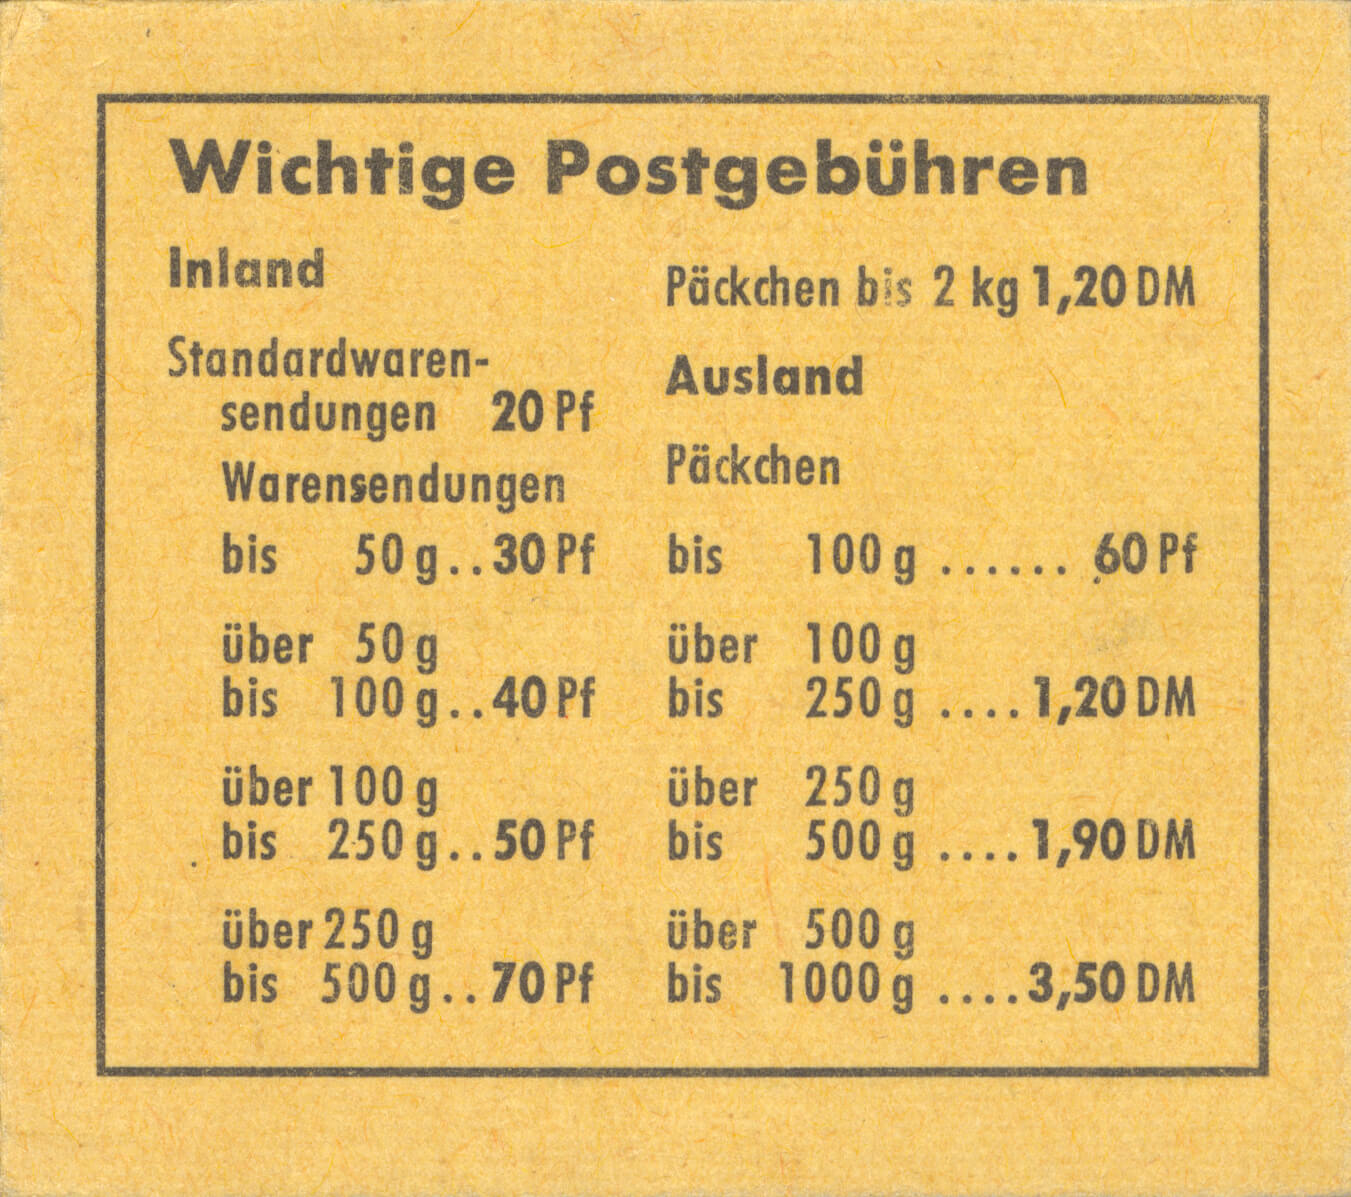 Wichtige Postgebühren
Inland
Standardwaren-
sendungen 20 Pf
Warensendungen
bis 50 g .. 30 Pf
über 50 g
bis 100 g .. 40 Pf
über 100 g
bis 250 g .. 50 Pf
über 250 g
bis 500 g .. 70 Pf
Päckchen bis 2 kg 1,20 DM
Ausland
Päckchen
bis 100 g ...... 60 Pf
über 100 g
bis 250 g .... 1,20 DM
über 250 g
bis 500 g .... 1,90 DM
über 500 g
bis 1000 g .... 3,50 DM